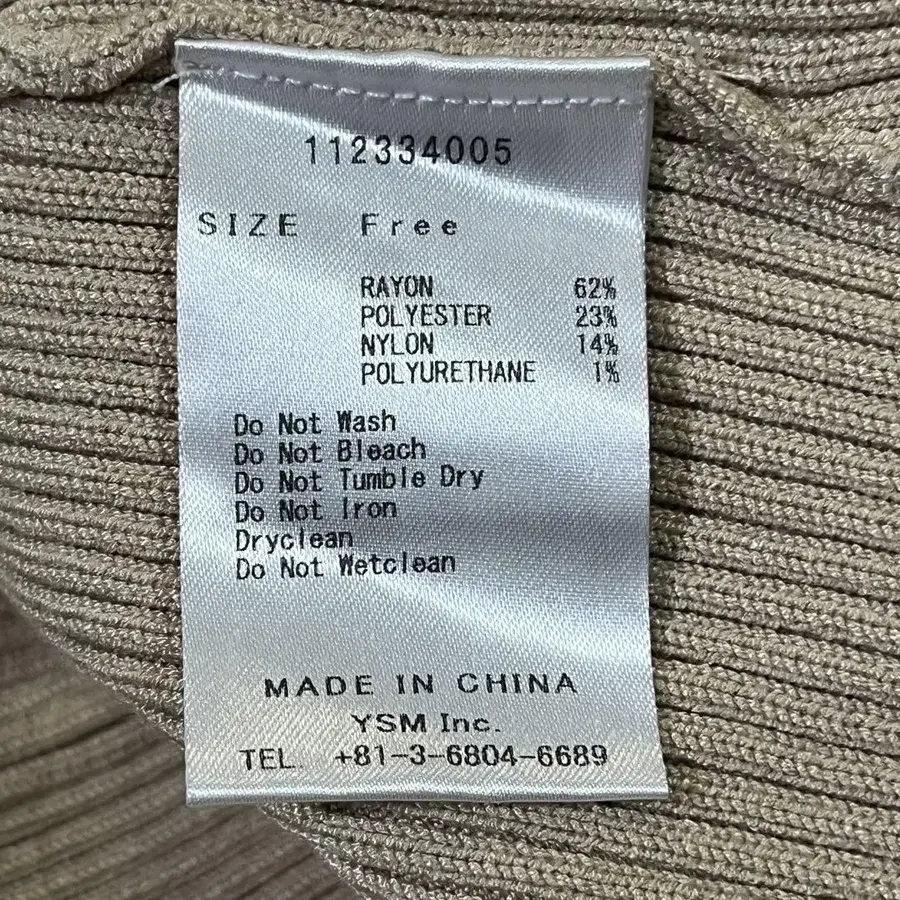 112334005
SIZE Free
RAYON 62%
POLYESTER 23%
NYLON 14%
POLYURETHANE 1%
Do Not Wash
Do Not Bleach
Do Not Tumble Dry
Do Not Iron
Dryclean
Do Not Wetclean
MADE IN CHINA
YSM Inc.
TEL. +81-3-6804-6689